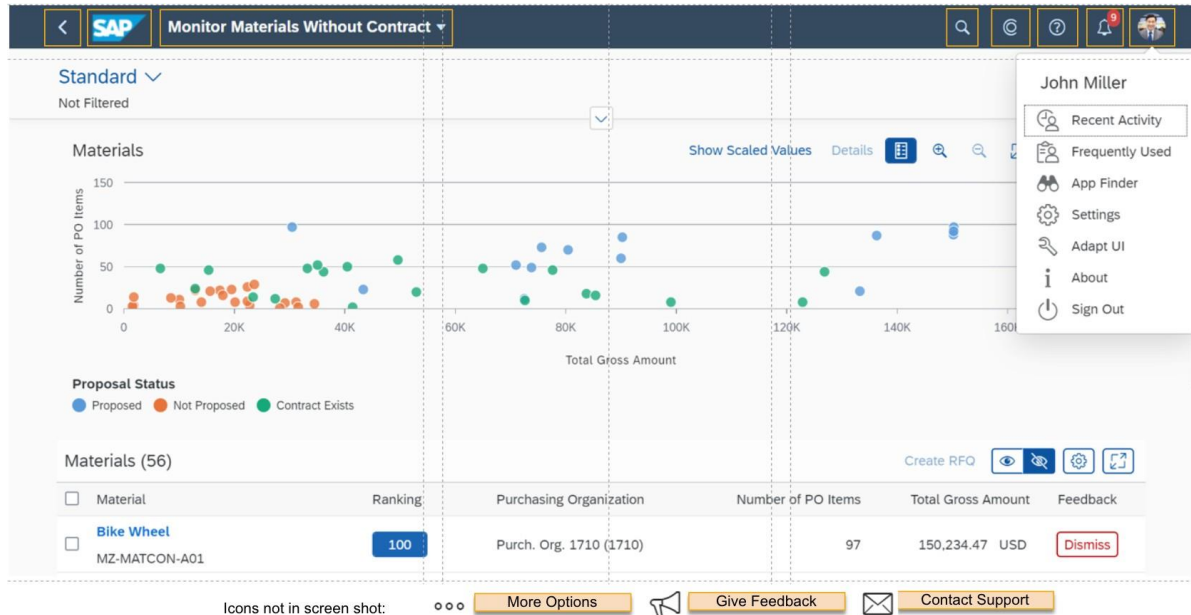 SAP
Monitor Materials Without Contract
9
Standard
Not Filtered
John Miller
Recent Activity
Frequently Used
App Finder
Settings
Adapt UI
About
Sign Out
Materials
Show Scaled Values Details
Number of PO Items
150
100
50
0
0 20K 40K 60K 80K 100K 120K 140K
Total Gross Amount
Proposal Status
Proposed Not Proposed Contract Exists
Materials (56)
Create RFQ
Material Ranking Purchasing Organization Number of PO Items Total Gross Amount Feedback
Bike Wheel
MZ-MATCON-A01
100 Purch. Org. 1710 (1710) 97 150,234.47 USD Dismiss
Icons not in screen shot: More Options Give Feedback Contact Support